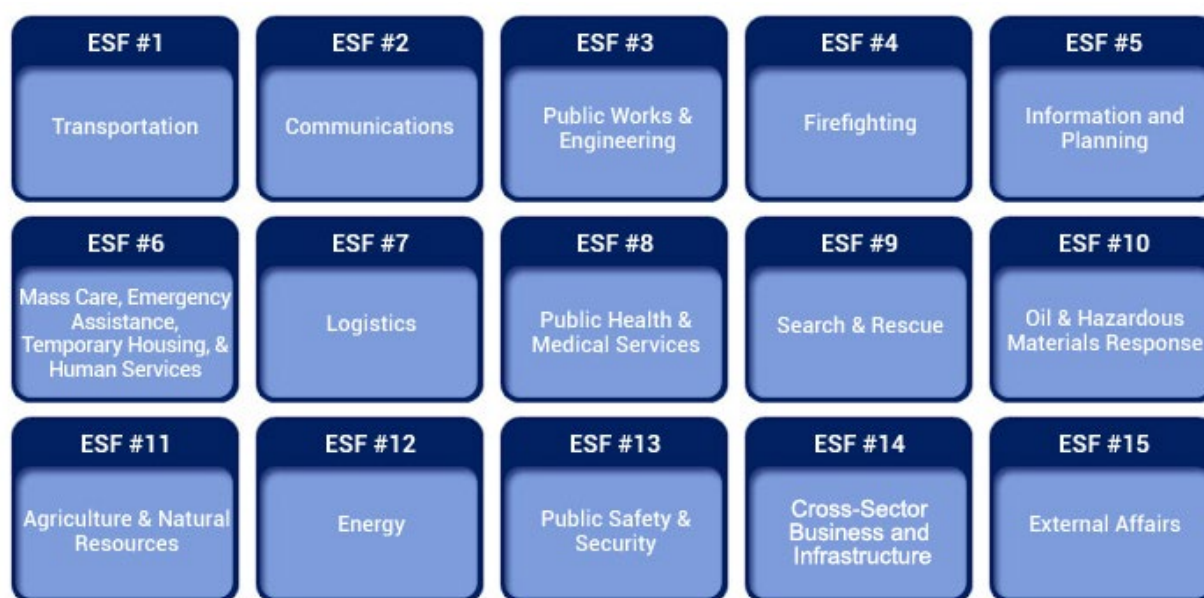 ESF #1
Transportation
ESF #2
Communications
ESF #3
Public Works &
Engineering
ESF #4
Firefighting
ESF #5
Information and
Planning
ESF #6
Mass Care, Emergency
Assistance,
Temporary Housing, &
Human Services
ESF #7
Logistics
ESF #8
Public Health &
Medical Services
ESF #9
Search & Rescue
ESF #10
Oil & Hazardous
Materials Response
ESF #11
Agriculture & Natural
Resources
ESF #12
Energy
ESF #13
Public Safety &
Security
ESF #14
Cross-Sector
Business and
Infrastructure
ESF #15
External Affairs